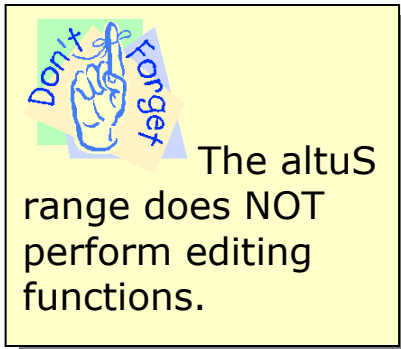 Don't Forget
The altuS
range does NOT
perform editing
functions.